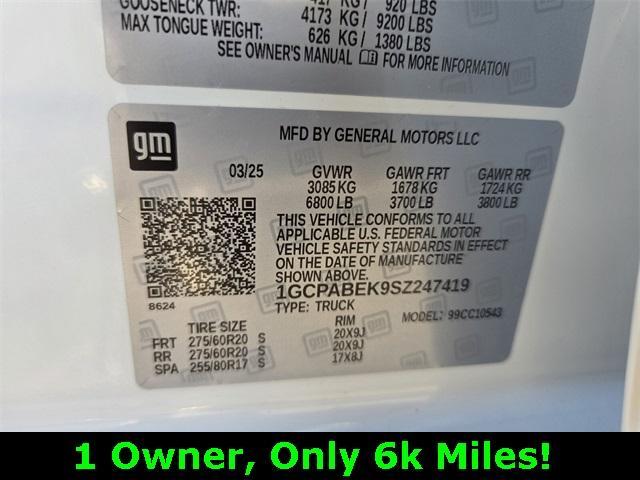 GOOSENECK TWR: 417 KG/ 920 LBS
4173 KG/ 9200 LBS
MAX TONGUE WEIGHT: 626 KG/ 1380 LBS
SEE OWNER'S MANUAL FOR MORE INFORMATION
gm
MFD BY GENERAL MOTORS LLC
03/25 GVWR GAWR FRT GAWR RR
3085 KG 1678 KG 1724 KG
6800 LB 3700 LB 3800 LB
THIS VEHICLE CONFORMS TO ALL
APPLICABLE U.S. FEDERAL MOTOR
VEHICLE SAFETY STANDARDS IN EFFECT
ON THE DATE OF MANUFACTURE
SHOWN ABOVE.
1GCPABEK9SZ247419
8624
TYPE: TRUCK MODEL: 99CC10543
TIRE SIZE RIM
FRT 275/60R20 S 20X9J
RR 275/60R20 S 20X9J
SPA 255/80R17 S 17X8J
1 Owner, Only 6k Miles!